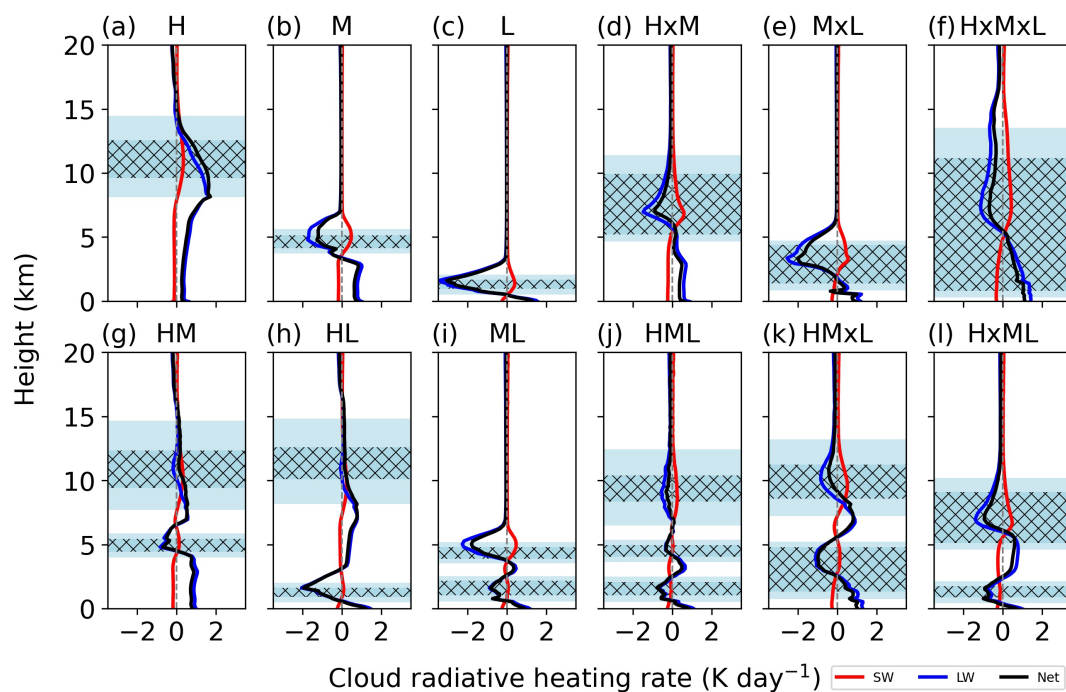 (a) H (b) M (c) L (d) HxM (e) MxL (f) HxMxL
20
15
10
5
0
(g) HM (h) HL (i) ML (j) HML (k) HMxL (l) HxML
20
15
10
5
0
−2 0 2 −2 0 2 −2 0 2 −2 0 2 −2 0 2 −2 0 2
Height (km)
Cloud radiative heating rate (K day⁻¹)
SW LW Net